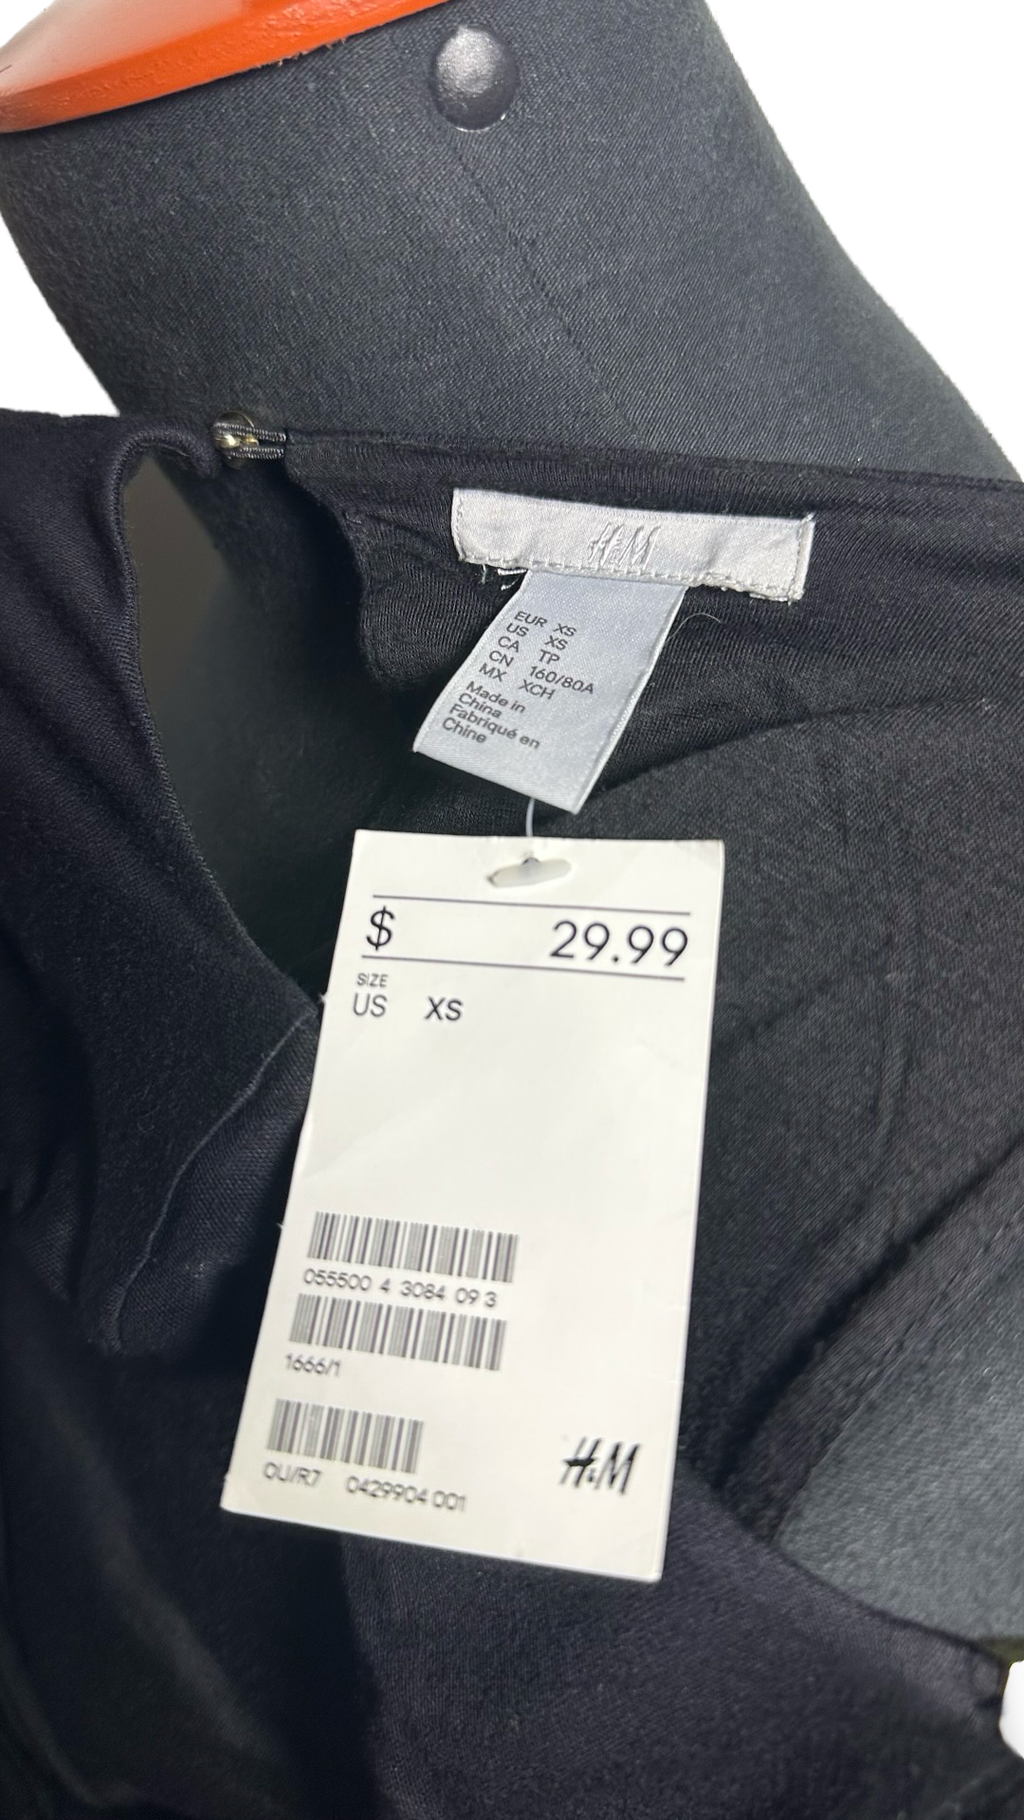 H&M
EUR XS
US XS
CA TP
CN 160/80A
MX XCH
Made in
China
Fabriqué en
Chine
$ 29.99
SIZE
US XS
055500 4 3084 09 3
1666/1
OU/R7 0429904 001
H&M